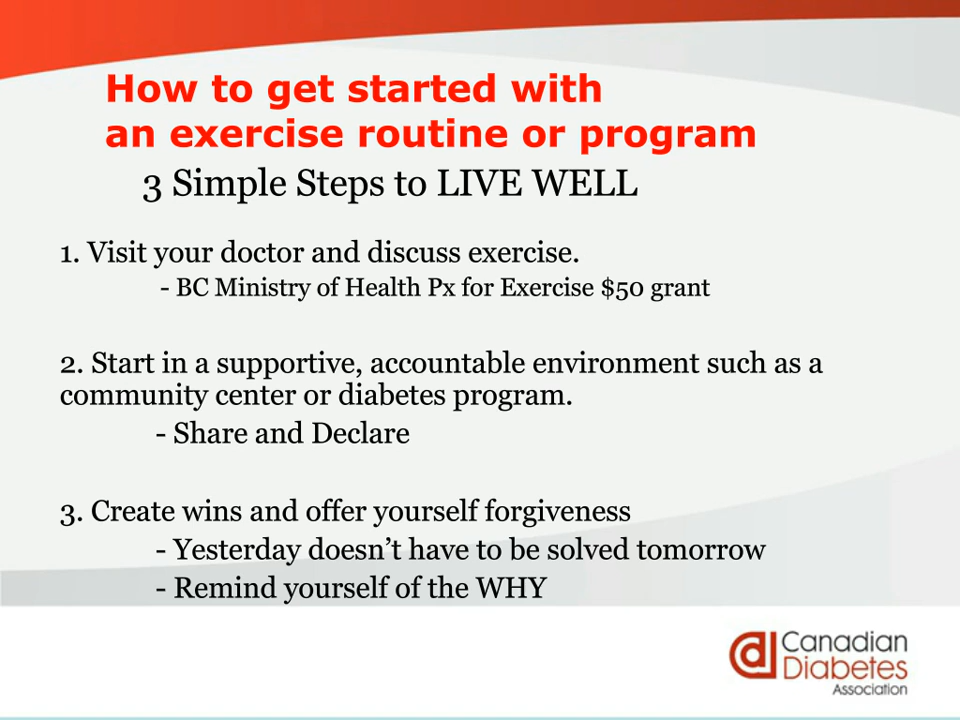 How to get started with
an exercise routine or program
3 Simple Steps to LIVE WELL
1. Visit your doctor and discuss exercise.
- BC Ministry of Health Px for Exercise $50 grant
2. Start in a supportive, accountable environment such as a
community center or diabetes program.
- Share and Declare
3. Create wins and offer yourself forgiveness
- Yesterday doesn’t have to be solved tomorrow
- Remind yourself of the WHY
Canadian
Diabetes
Association